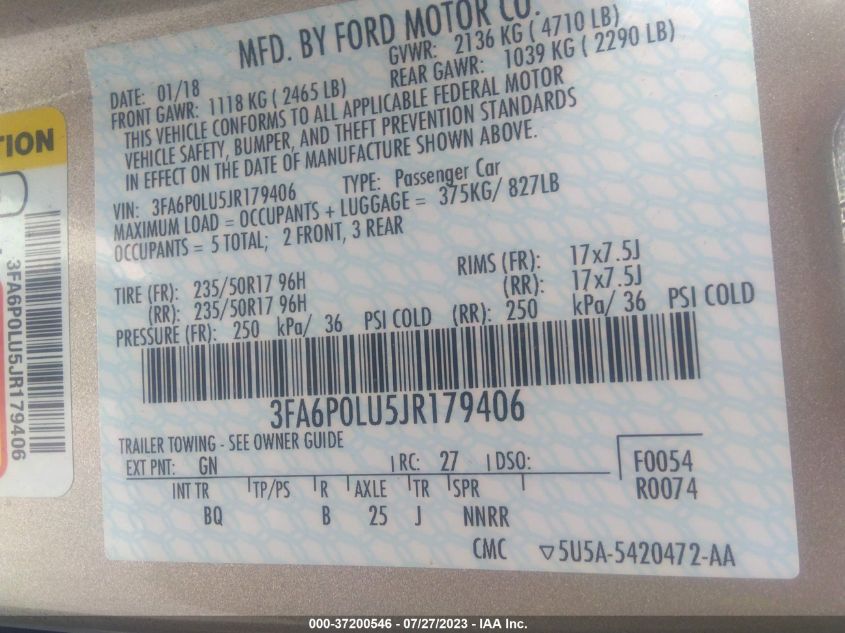 MFD. BY FORD MOTOR CO.
DATE: 01/18 GVWR: 2136 KG ( 4710 LB)
FRONT GAWR: 1118 KG ( 2465 LB) REAR GAWR: 1039 KG ( 2290 LB)
THIS VEHICLE CONFORMS TO ALL APPLICABLE FEDERAL MOTOR
VEHICLE SAFETY, BUMPER, AND THEFT PREVENTION STANDARDS
IN EFFECT ON THE DATE OF MANUFACTURE SHOWN ABOVE.
VIN: 3FA6P0LU5JR179406 TYPE: Passenger Car
MAXIMUM LOAD = OCCUPANTS + LUGGAGE = 375KG/ 827LB
OCCUPANTS = 5 TOTAL; 2 FRONT, 3 REAR
TIRE (FR): 235/50R17 96H RIMS (FR): 17x7.5J
(RR): 235/50R17 96H (RR): 17x7.5J
PRESSURE (FR): 250 kPa/ 36 PSI COLD (RR): 250 kPa/ 36 PSI COLD
3FA6P0LU5JR179406
TRAILER TOWING - SEE OWNER GUIDE
EXT PNT: GN RC: 27 DSO: F0054
R0074
INT TR TP/PS R AXLE TR SPR
BQ B 25 J NNRR
CMC 5U5A-5420472-AA
TION
3FA6P0LU5JR179406
000-37200546 - 07/27/2023 - IAA Inc.